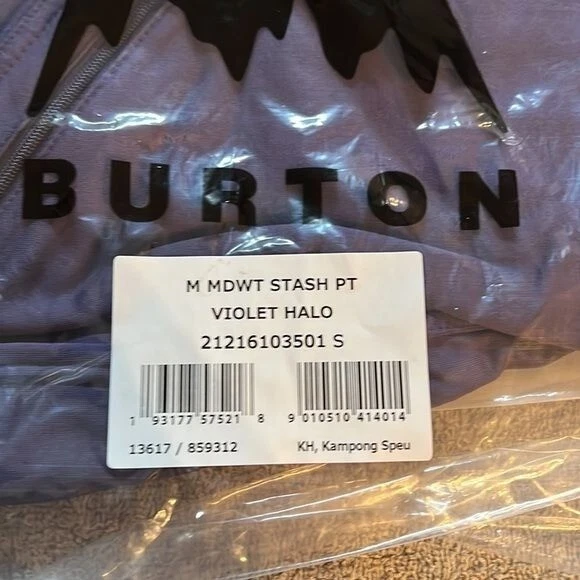 BURTON
M MDWT STASH PT
VIOLET HALO
21216103501 S
1 93177 57521 8
9 010510 414014
13617 / 859312
KH, Kampong Speu